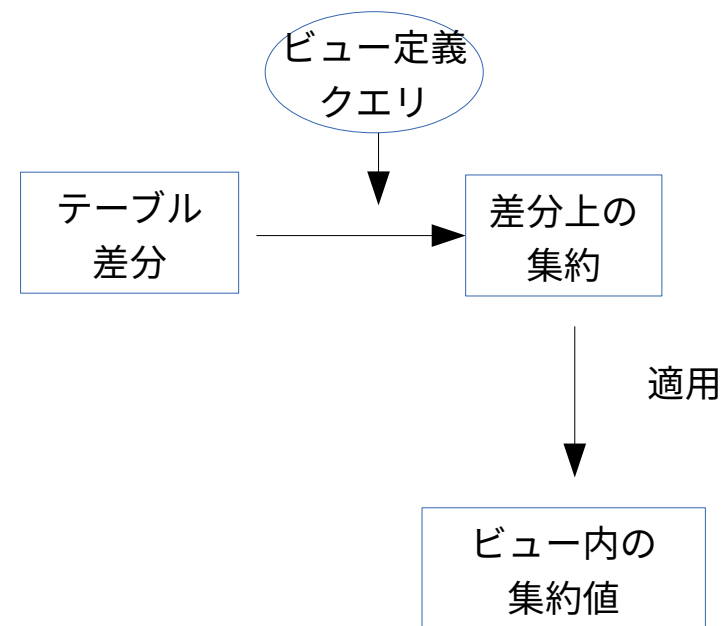 ビュー定義
クエリ
テーブル
差分
差分上の
集約
適用
ビュー内の
集約値